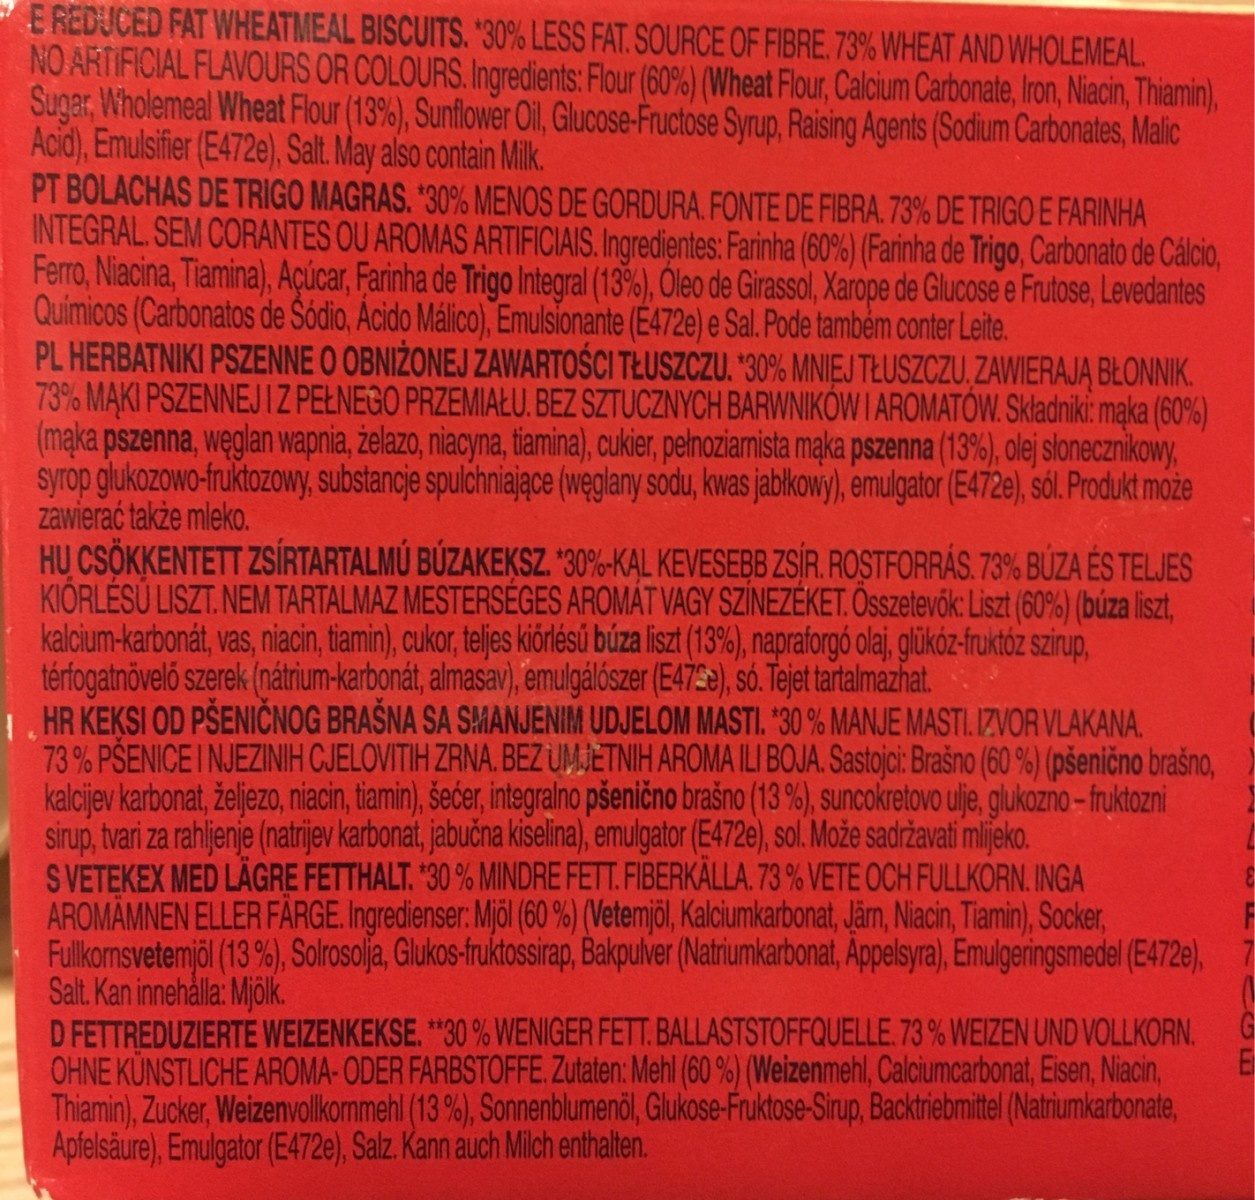 E REDUCED FAT WHEATMEAL BISCUITS. *30% LESS FAT. SOURCE OF FIBRE. 73% WHEAT AND WHOLEMEAL.
NO ARTIFICIAL FLAVOURS OR COLOURS. Ingredients: Flour (60%) (Wheat Flour, Calcium Carbonate, Iron, Niacin, Thiamin),
Sugar, Wholemeal Wheat Flour (13%), Sunflower Oil, Glucose-Fructose Syrup, Raising Agents (Sodium Carbonates, Malic
Acid), Emulsifier (E472e), Salt. May also contain Milk.
PT BOLACHAS DE TRIGO MAGRAS. *30% MENOS DE GORDURA. FONTE DE FIBRA. 73% DE TRIGO E FARINHA
INTEGRAL. SEM CORANTES OU AROMAS ARTIFICIAIS. Ingredientes: Farinha (60%) (Farinha de Trigo, Carbonato de Cálcio,
Ferro, Niacina, Tiamina), Açúcar, Farinha de Trigo Integral (13%), Óleo de Girassol, Xarope de Glucose e Frutose, Levedantes
Químicos (Carbonatos de Sódio, Ácido Málico), Emulsionante (E472e) e Sal. Pode também conter Leite.
PL HERBATNIKI PSZENNE O OBNIŻONEJ ZAWARTOŚCI TŁUSZCZU. *30% MNIEJ TŁUSZCZU. ZAWIERAJĄ BŁONNIK.
73% MĄKI PSZENNEJ I Z PEŁNEGO PRZEMIAŁU. BEZ SZTUCZNYCH BARWNIKÓW I AROMATÓW. Składniki: mąka (60%)
(mąka pszenna, węglan wapnia, żelazo, niacyna, tiamina), cukier, pełnoziarnista mąka pszenna (13%), olej słonecznikowy,
syrop glukozowo-fruktozowy, substancje spulchniające (węglany sodu, kwas jabłkowy), emulgator (E472e), sól. Produkt może
zawierać także mleko.
HU CSÖKKENTETT ZSÍRTARTALMÚ BÚZAKEKSZ. *30%-KAL KEVESEBB ZSÍR. ROSTFORRÁS. 73% BÚZA ÉS TELJES
KIŐRLÉSŰ LISZT. NEM TARTALMAZ MESTERSÉGES AROMÁT VAGY SZÍNEZÉKET. Összetevők: Liszt (60%) (búza liszt,
kalcium-karbonát, vas, niacin, tiamin), cukor, teljes kiőrlésű búza liszt (13%), napraforgó olaj, glükóz-fruktóz szirup,
térfogatnövelő szerek (nátrium-karbonát, almasav), emulgálószer (E472e), só. Tejet tartalmazhat.
HR KEKSI OD PŠENIČNOG BRAŠNA SA SMANJENIM UDJELOM MASTI. *30 % MANJE MASTI. IZVOR VLAKANA.
73 % PŠENICE I NJEZINIH CJELOVITIH ZRNA. BEZ UMJETNIH AROMA ILI BOJA. Sastojci: Brašno (60 %) (pšenično brašno,
kalcijev karbonat, željezo, niacin, tiamin), šećer, integralno pšenično brašno (13 %), suncokretovo ulje, glukozno – fruktozni
sirup, tvari za rahljenje (natrijev karbonat, jabučna kiselina), emulgator (E472e), sol. Može sadržavati mlijeko.
S VETEKEX MED LÄGRE FETTHALT. *30 % MINDRE FETT. FIBERKÄLLA. 73 % VETE OCH FULLKORN. INGA
AROMÄMNEN ELLER FÄRGE. Ingredienser: Mjöl (60 %) (Vetemjöl, Kalciumkarbonat, Järn, Niacin, Tiamin), Socker,
Fullkornsvetemjöl (13 %), Solrosolja, Glukos-fruktossirap, Bakpulver (Natriumkarbonat, Äppelsyra), Emulgeringsmedel (E472e),
Salt. Kan innehålla: Mjölk.
D FETTREDUZIERTE WEIZENKEKSE. **30 % WENIGER FETT. BALLASTSTOFFQUELLE. 73 % WEIZEN UND VOLLKORN.
OHNE KÜNSTLICHE AROMA- ODER FARBSTOFFE. Zutaten: Mehl (60 %) (Weizenmehl, Calciumcarbonat, Eisen, Niacin,
Thiamin), Zucker, Weizenvollkornmehl (13 %), Sonnenblumenöl, Glukose-Fruktose-Sirup, Backtriebmittel (Natriumkarbonate,
Apfelsäure), Emulgator (E472e), Salz. Kann auch Milch enthalten.